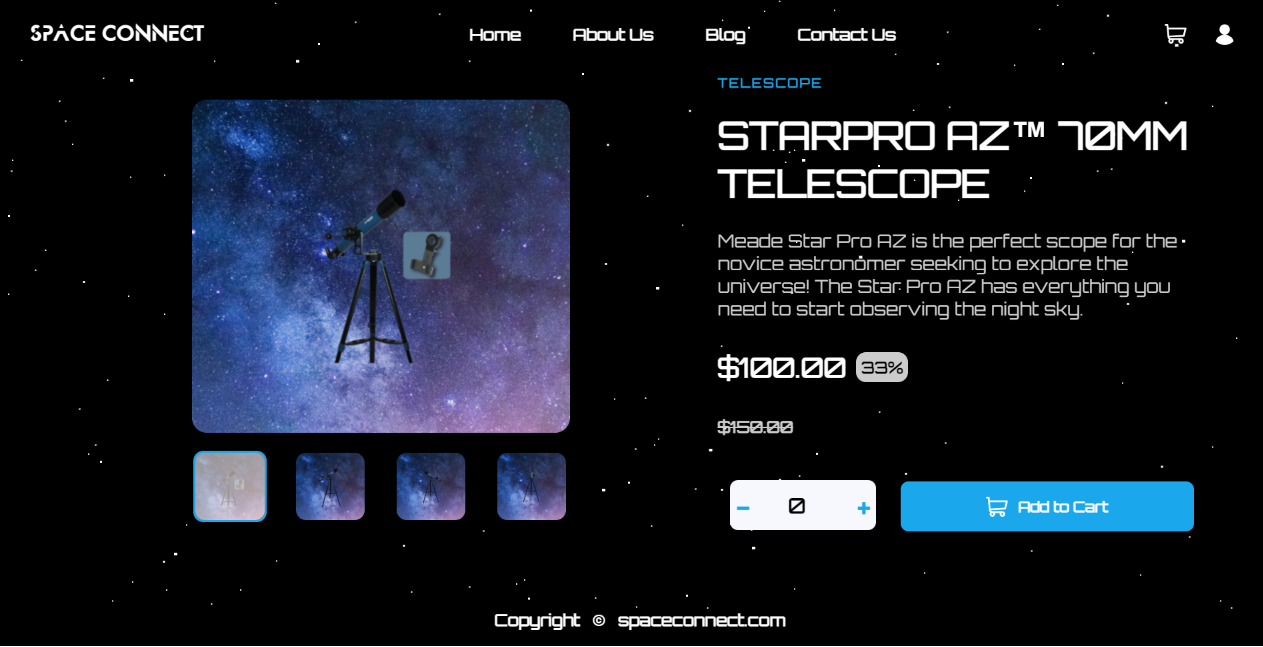 SPACE CONNECT
Home
About Us
Blog
Contact Us
TELESCOPE
STARPRO AZ™ 70MM
TELESCOPE
Meade Star Pro AZ is the perfect scope for the
novice astronomer seeking to explore the
universe! The Star Pro AZ has everything you
need to start observing the night sky.
$100.00 33%
$150.00
- 0 +
Add to Cart
Copyright © spaceconnect.com